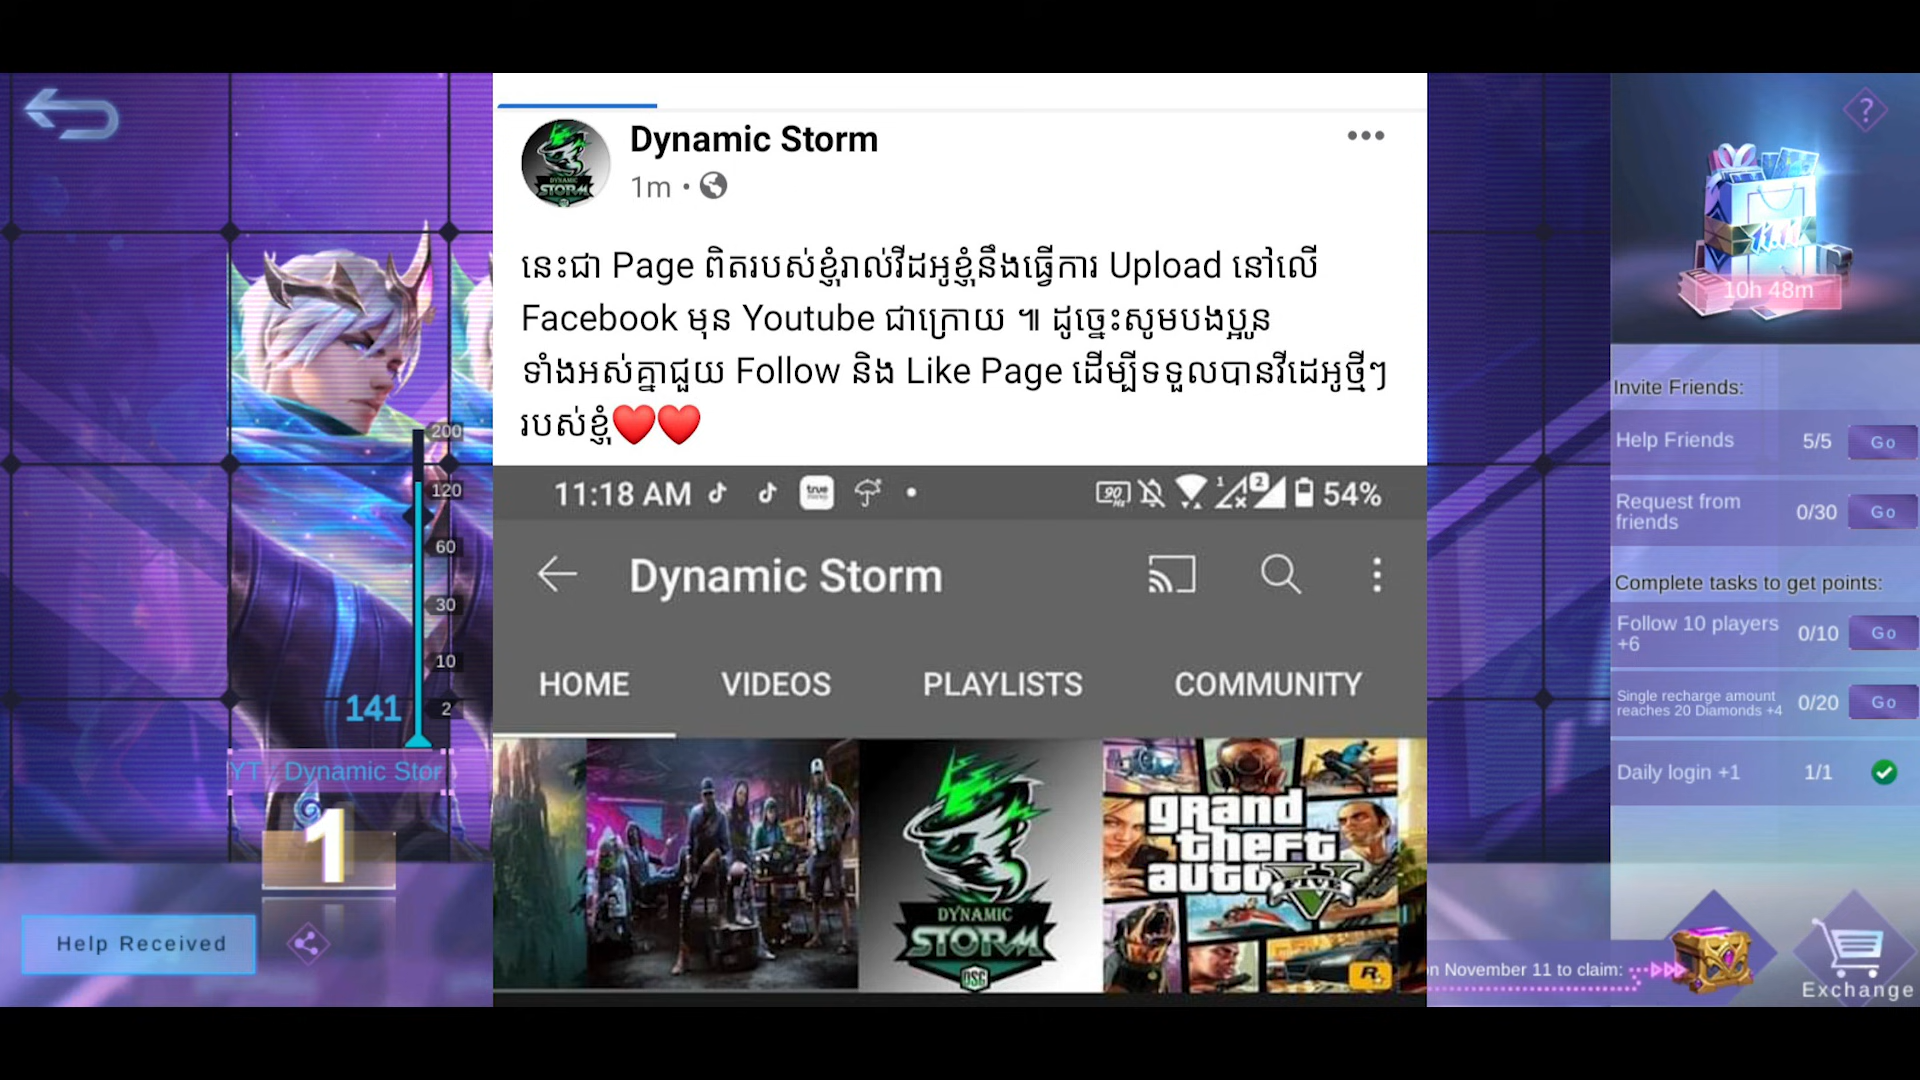 Dynamic Storm
1m
នេះជា Page ពិតរបស់ខ្ញុំរាល់វីដអូខ្ញុំនឹងធ្វើការ Upload នៅលើ
Facebook មុន Youtube ជាក្រោយ ៕ ដូច្នេះសូមបងប្អូន
ទាំងអស់គ្នាជួយ Follow និង Like Page ដើម្បីទទួលបានវីដេអូថ្មីៗ
របស់ខ្ញុំ❤️❤️
11:18 AM
true
90
Hz
1
2
54%
Dynamic Storm
HOME
VIDEOS
PLAYLISTS
COMMUNITY
DYNAMIC
STORM
DSG
grand
theft
auto
FIVE
R
200
120
60
30
10
2
141
YT : Dynamic Stor
1
Help Received
?
11.11
10h 48m
Invite Friends:
Help Friends
5/5
Go
Request from
friends
0/30
Go
Complete tasks to get points:
Follow 10 players
+6
0/10
Go
Single recharge amount
reaches 20 Diamonds +4
0/20
Go
Daily login +1
1/1
n November 11 to claim:
Exchange